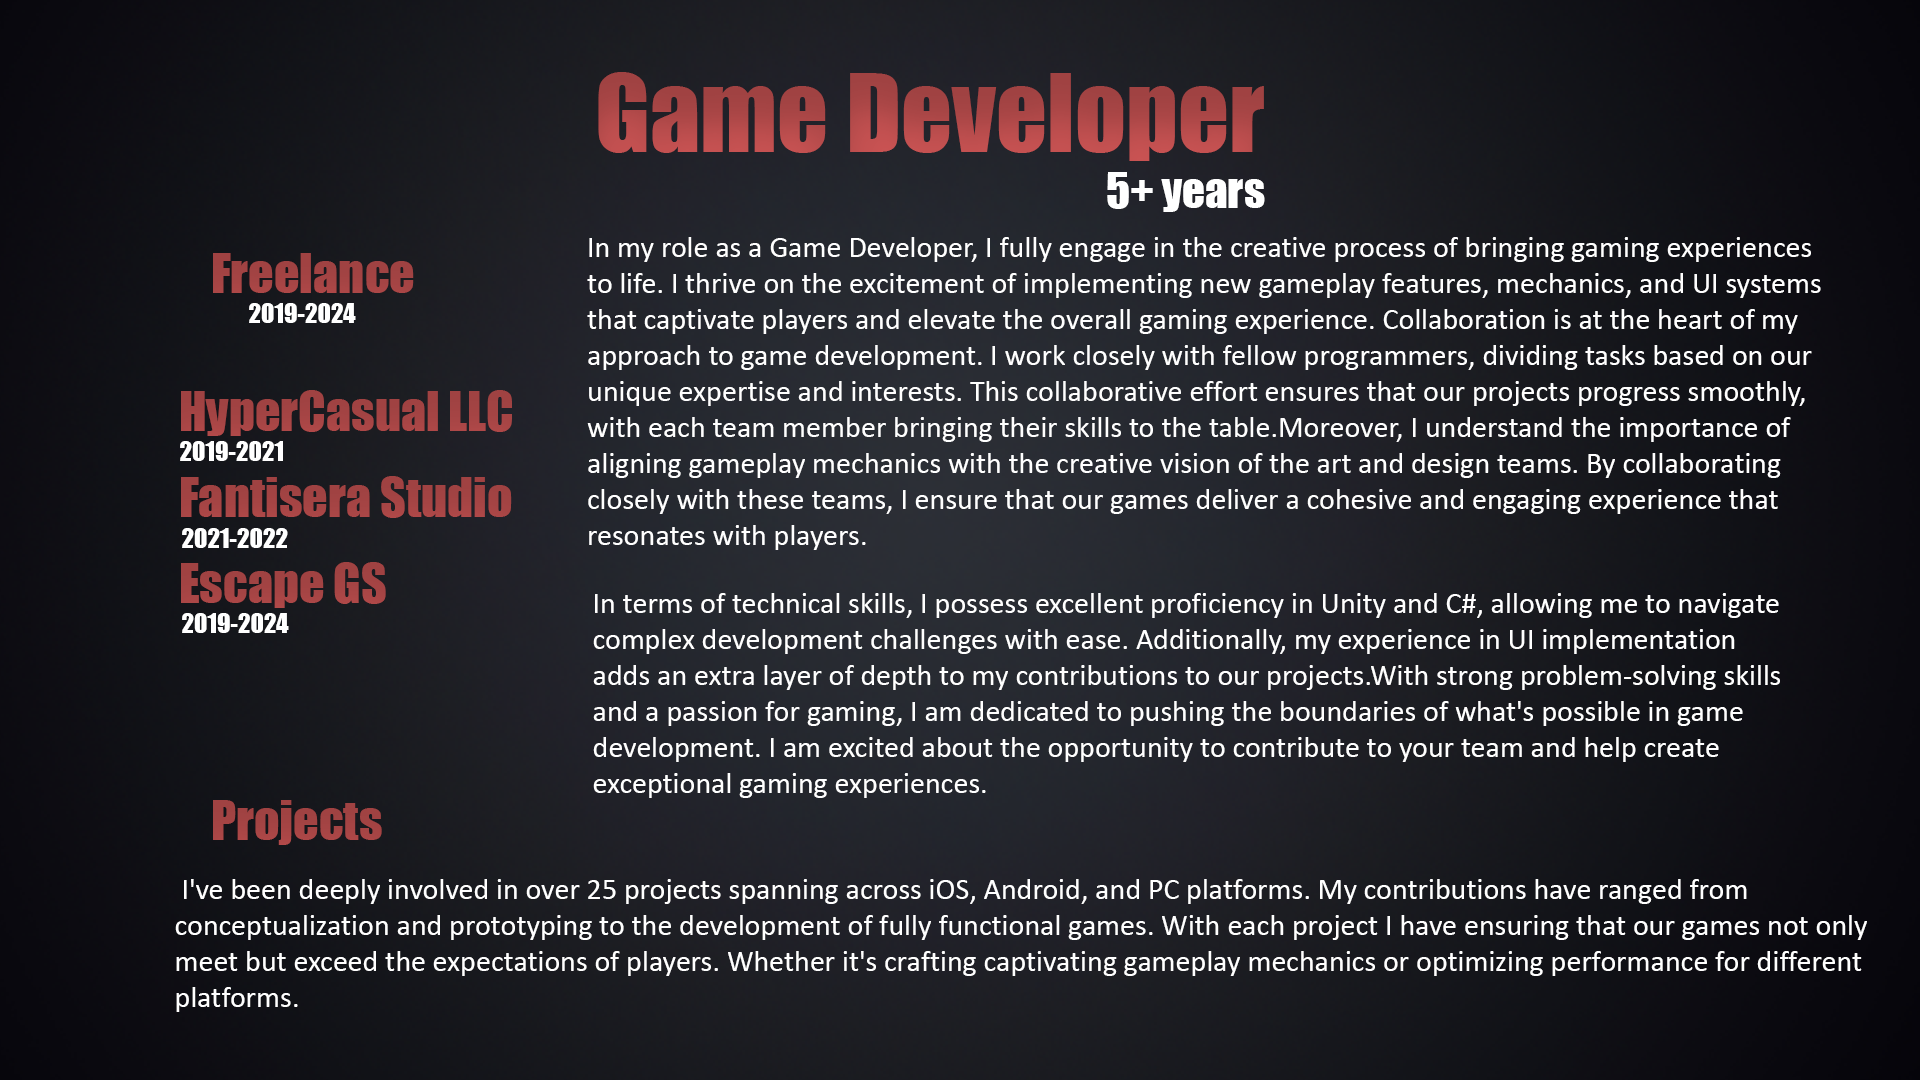 Game Developer
5+ years
Freelance
2019-2024
HyperCasual LLC
2019-2021
Fantisera Studio
2021-2022
Escape GS
2019-2024
In my role as a Game Developer, I fully engage in the creative process of bringing gaming experiences
to life. I thrive on the excitement of implementing new gameplay features, mechanics, and UI systems
that captivate players and elevate the overall gaming experience. Collaboration is at the heart of my
approach to game development. I work closely with fellow programmers, dividing tasks based on our
unique expertise and interests. This collaborative effort ensures that our projects progress smoothly,
with each team member bringing their skills to the table.Moreover, I understand the importance of
aligning gameplay mechanics with the creative vision of the art and design teams. By collaborating
closely with these teams, I ensure that our games deliver a cohesive and engaging experience that
resonates with players.
In terms of technical skills, I possess excellent proficiency in Unity and C#, allowing me to navigate
complex development challenges with ease. Additionally, my experience in UI implementation
adds an extra layer of depth to my contributions to our projects.With strong problem-solving skills
and a passion for gaming, I am dedicated to pushing the boundaries of what's possible in game
development. I am excited about the opportunity to contribute to your team and help create
exceptional gaming experiences.
Projects
I've been deeply involved in over 25 projects spanning across iOS, Android, and PC platforms. My contributions have ranged from
conceptualization and prototyping to the development of fully functional games. With each project I have ensuring that our games not only
meet but exceed the expectations of players. Whether it's crafting captivating gameplay mechanics or optimizing performance for different
platforms.